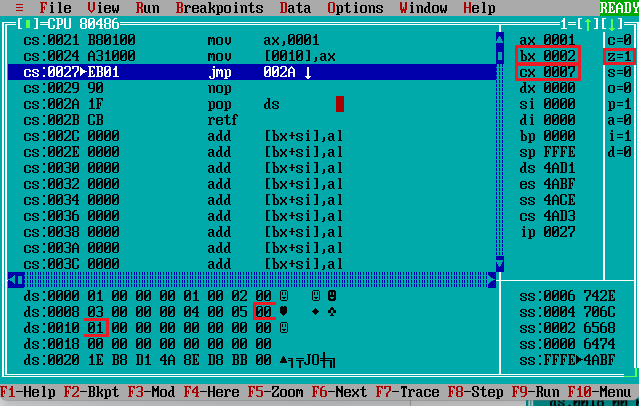 ≡ File View Run Breakpoints Data Options Window Help READY
[■]=CPU 80486 1=[↑][↓]
cs:0021 B80100 mov ax,0001 ax 0001 c=0
cs:0024 A31000 mov [0010],ax bx 0002 z=1
cs:0027►EB01 jmp 002A ↓ cx 0007 s=0
cs:0029 90 nop dx 0000 o=0
cs:002A 1F pop ds si 0000 p=1
cs:002B CB retf di 0000 a=0
cs:002C 0000 add [bx+si],al bp 0000 i=1
cs:002E 0000 add [bx+si],al sp FFFE d=0
cs:0030 0000 add [bx+si],al ds 4AD1
cs:0032 0000 add [bx+si],al es 4ABF
cs:0034 0000 add [bx+si],al ss 4ACE
cs:0036 0000 add [bx+si],al cs 4AD3
cs:0038 0000 add [bx+si],al ip 0027
cs:003A 0000 add [bx+si],al
cs:003C 0000 add [bx+si],al
ds:0000 01 00 00 00 01 00 02 00 ☺   ☺ ☻ ss:0006 742E
ds:0008 03 00 00 00 04 00 05 00 ♥   ♦ ♣ ss:0004 706C
ds:0010 01 00 00 00 00 00 00 00 ☺ ss:0002 6568
ds:0018 00 00 00 00 00 00 00 00 ss:0000 6474
ds:0020 1E B8 D1 4A 8E D8 BB 00 ▲╕╤JÄ╪╗ ss:FFFE►4ABF
F1-Help F2-Bkpt F3-Mod F4-Here F5-Zoom F6-Next F7-Trace F8-Step F9-Run F10-Menu